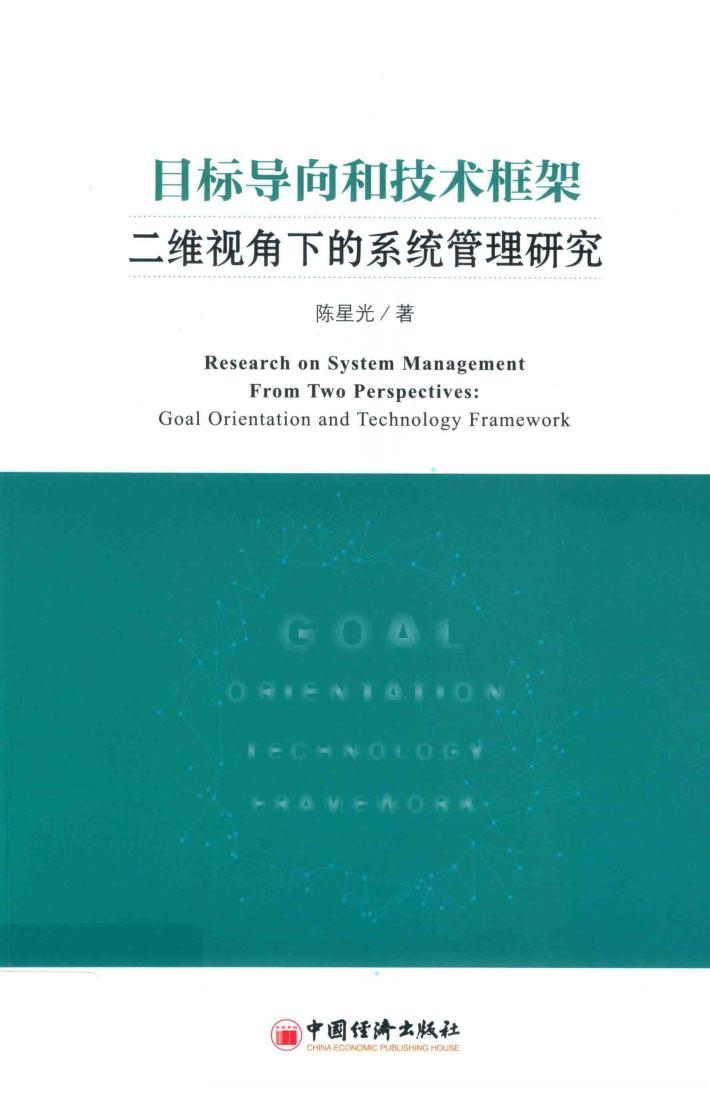 目标导向和技术框架
二维视角下的系统管理研究
陈星光/著
Research on System Management
From Two Perspectives:
Goal Orientation and Technology Framework
GOAL
ORIENTATION
TECHNOLOGY
FRAMEWORK
中国经济出版社
CHINA ECONOMIC PUBLISHING HOUSE